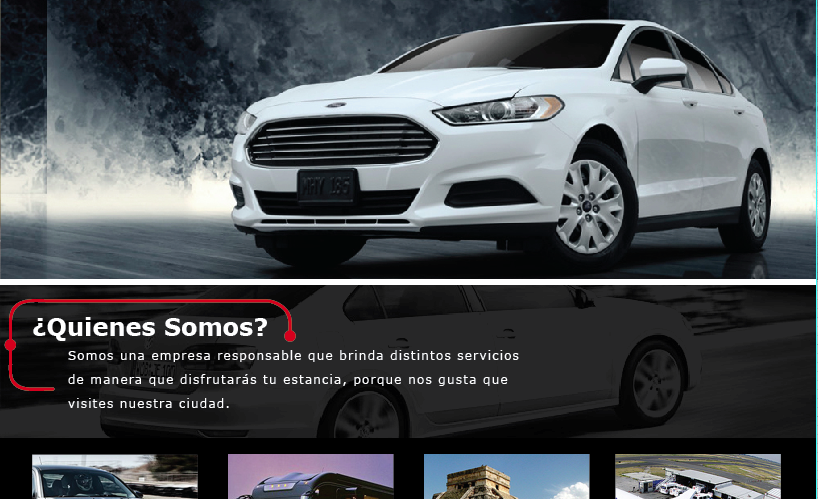 ¿Quienes Somos?
Somos una empresa responsable que brinda distintos servicios
de manera que disfrutarás tu estancia, porque nos gusta que
visites nuestra ciudad.